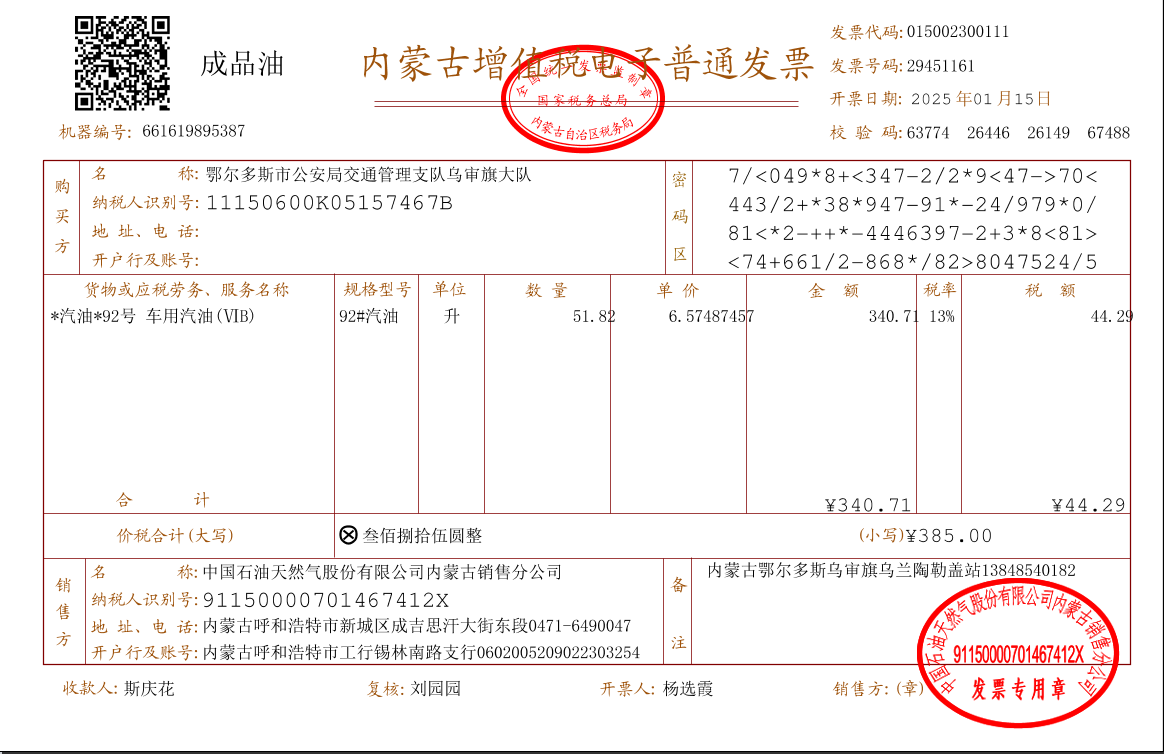 成品油
内蒙古增值税电子普通发票
全国统一发票监制章
国家税务总局
内蒙古自治区税务局
发票代码: 015002300111
发票号码: 29451161
开票日期: 2025年01月15日
机器编号: 661619895387
校 验 码: 63774 26446 26149 67488
购买方
名 称: 鄂尔多斯市公安局交通管理支队乌审旗大队
纳税人识别号: 11150600K05157467B
地 址、电 话:
开户行及账号:
密码区
7/<049*8+<347-2/2*9<47->70<
443/2+*38*947-91*-24/979*0/
81<*2-++*-4446397-2+3*8<81>
<74+661/2-868*/82>8047524/5
货物或应税劳务、服务名称 规格型号 单位 数 量 单 价 金 额 税率 税 额
*汽油*92号 车用汽油(VIB) 92#汽油 升 51.82 6.57487457 340.71 13% 44.29
合 计 ¥340.71 ¥44.29
价税合计(大写) ⊗叁佰捌拾伍圆整 (小写)¥385.00
销售方
名 称: 中国石油天然气股份有限公司内蒙古销售分公司
纳税人识别号: 91150000701467412X
地 址、电 话: 内蒙古呼和浩特市新城区成吉思汗大街东段0471-6490047
开户行及账号: 内蒙古呼和浩特市工行锡林南路支行0602005209022303254
备注
内蒙古鄂尔多斯乌审旗乌兰陶勒盖站13848540182
中国石油天然气股份有限公司内蒙古销售分公司
91150000701467412X
发票专用章
收款人: 斯庆花 复核: 刘园园 开票人: 杨选霞 销售方: (章)